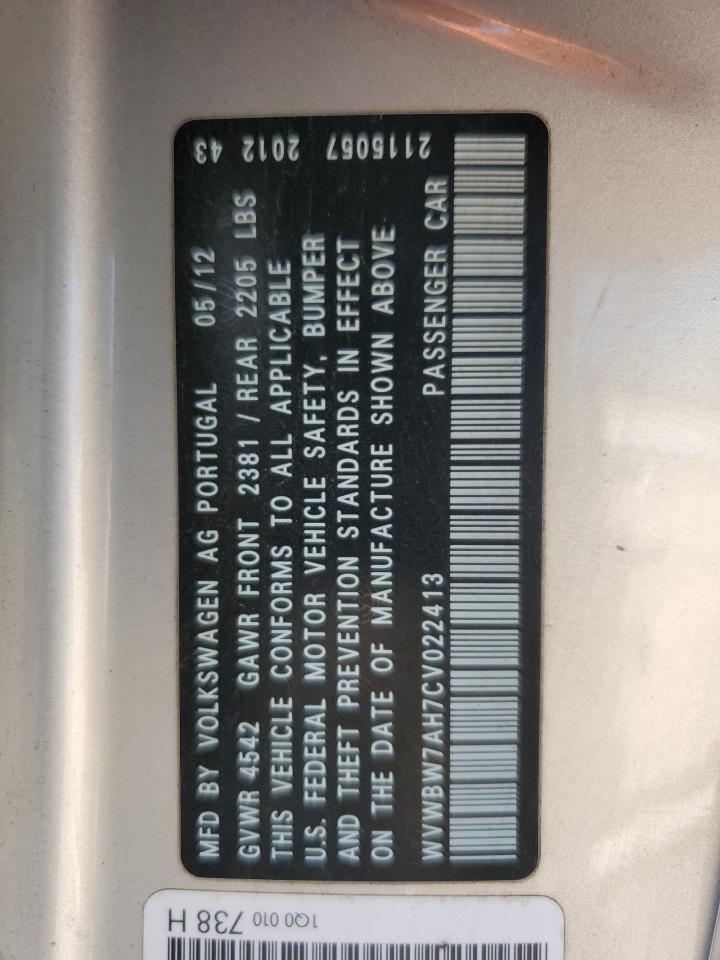 MFD BY VOLKSWAGEN AG PORTUGAL 05/12
GVWR 4542 GAWR FRONT 2381 / REAR 2205 LBS
THIS VEHICLE CONFORMS TO ALL APPLICABLE
U.S. FEDERAL MOTOR VEHICLE SAFETY, BUMPER
AND THEFT PREVENTION STANDARDS IN EFFECT
ON THE DATE OF MANUFACTURE SHOWN ABOVE
WVWBW7AH7CV022413 PASSENGER CAR
43
2012
2012
2115057
1Q0 010 738 H